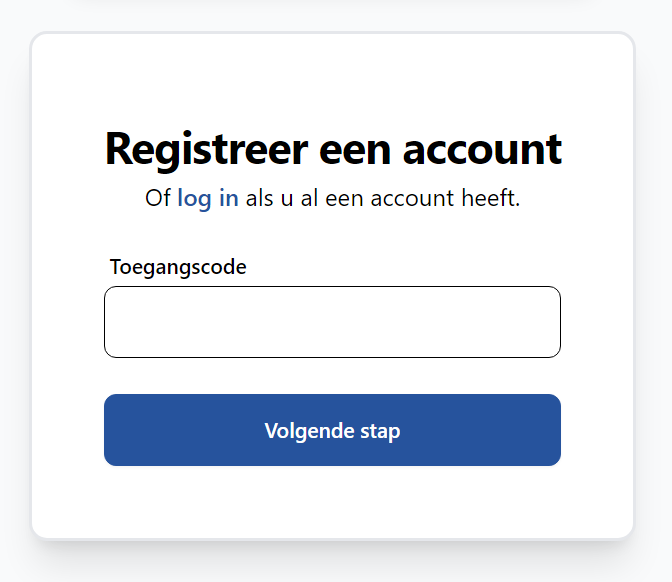 Registreer een account
Of log in als u al een account heeft.
Toegangscode
Volgende stap